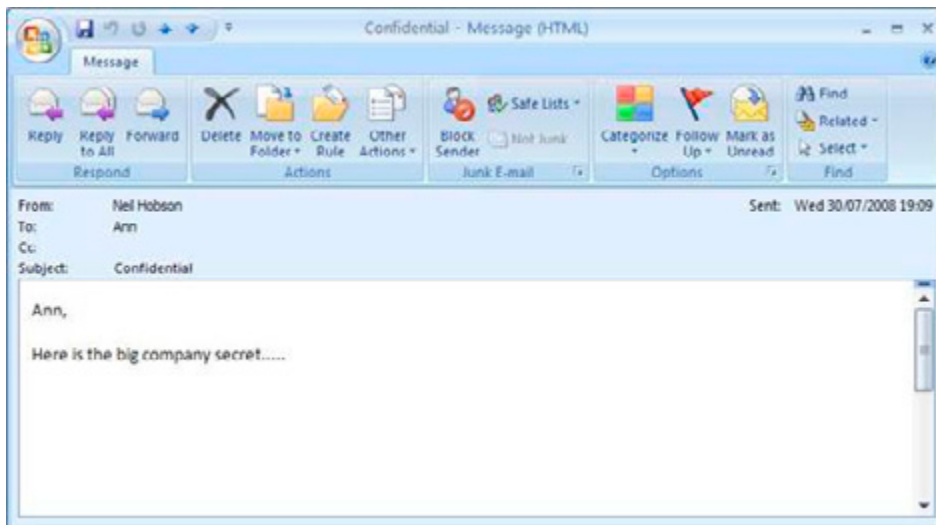 Confidential - Message (HTML)
Message
Reply
Reply to All
Forward
Respond
Delete
Move to Folder
Create Rule
Other Actions
Actions
Block Sender
Safe Lists
Not Junk
Junk E-mail
Categorize
Follow Up
Mark as Unread
Options
Find
Related
Select
Find
From: Neil Hobson
Sent: Wed 30/07/2008 19:09
To: Ann
Cc:
Subject: Confidential
Ann,
Here is the big company secret.....